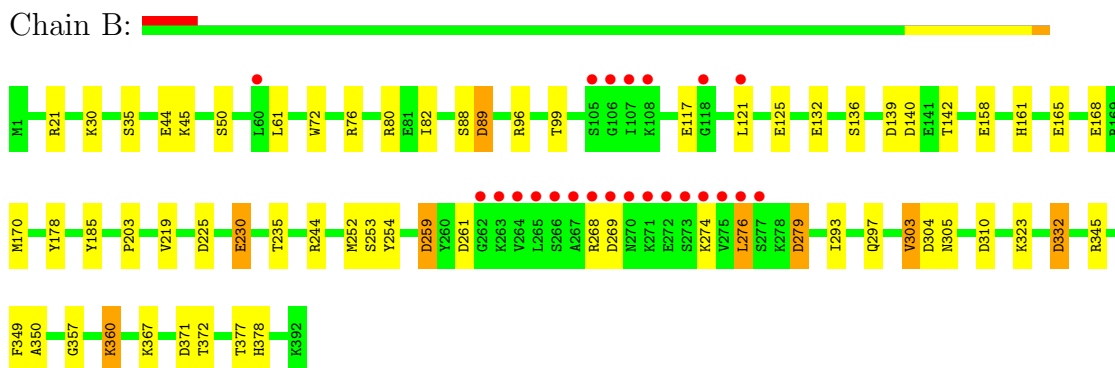 Chain B:
M1 R21 K30 S35 E44 K45 S50 L60 L61 W72 R76 R80 E81 I82 S88 D89 R96 T99 S105 G106 I107 K108 E117 G118 L121 E125 E132 S136 D139 D140 E141 T142 E158 H161 E165 E168 R169
M170 Y178 Y185 P203 V219 D225 E230 T235 R244 M252 S253 Y254 D259 Y260 D261 G262 K263 V264 L265 S266 A267 R268 D269 N270 K271 E272 S273 K274 V275 L276 S277 K278 D279 I293 Q297 V303 D304 N305 D310 K323 D332 R345
F349 A350 G357 K360 K367 D371 T372 T377 H378 K392